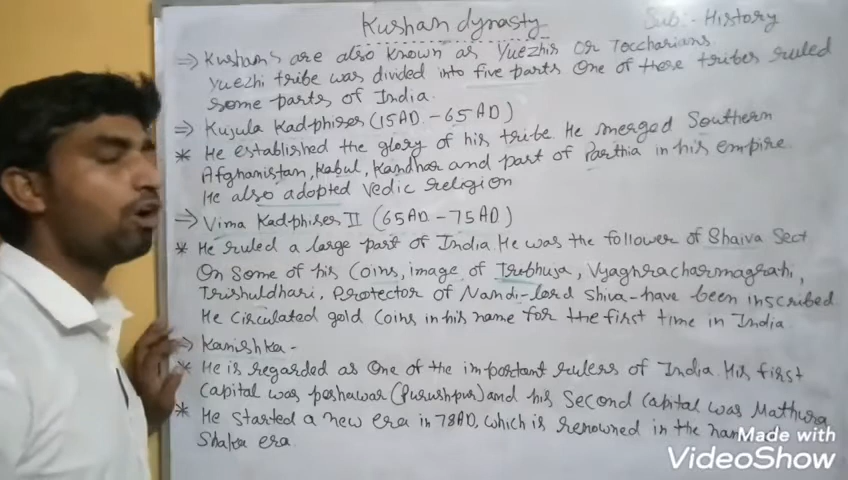 Kushan dynasty
Sub:- History
⇒ Kushans are also known as Yuezhis or Tocharians.
Yuezhi tribe was divided into five parts One of these tribes ruled
some parts of India.
⇒ Kujula Kadphises (15AD - 65AD)
* He established the glory of his tribe. He merged Southern
Afghanistan, Kabul, Kandhar and part of Parthia in his empire.
He also adopted Vedic religion
⇒ Vima Kadphises II (65AD - 75AD)
* He ruled a large part of India. He was the follower of Shaiva Sect
On some of his Coins, image of Trubhuja, Vyaghracharmagrahi,
Trishuldhari, Protector of Nandi-lord Shiva-have been inscribed.
He circulated gold Coins in his name for the first time in India
⇒ Kanishka-
* He is regarded as One of the important rulers of India. His first
Capital was peshawar (Purushpur) and his Second Capital was Mathura
* He started a new era in 78AD, which is renowned in the
Shaka era.
Made with
VideoShow